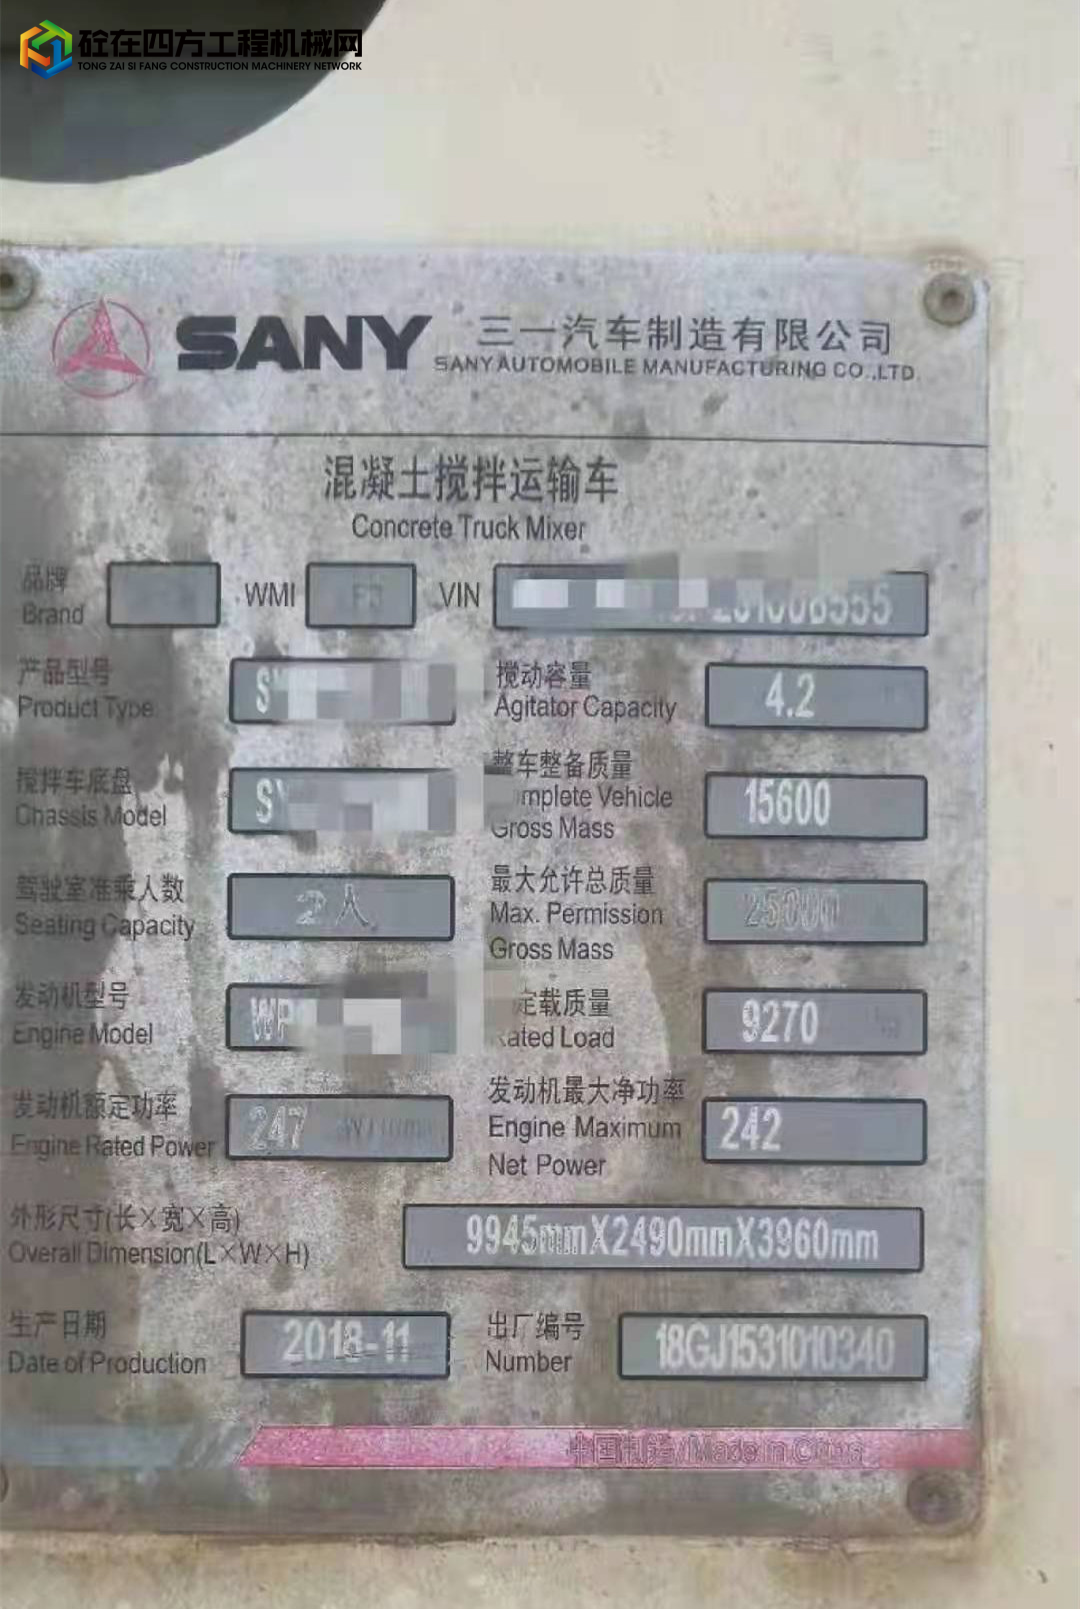 砼在四方工程机械网
TONG ZAI SI FANG CONSTRUCTION MACHINERY NETWORK
SANY 三一汽车制造有限公司
SANY AUTOMOBILE MANUFACTURING CO.,LTD.
混凝土搅拌运输车
Concrete Truck Mixer
品牌
Brand WMI VIN
产品型号
Product Type
搅动容量
Agitator Capacity 4.2
搅拌车底盘
Chassis Model
整车整备质量
Vehicle
Gross Mass 15600
驾驶室准乘人数
Seating Capacity 2人
最大允许总质量
Max. Permission
Gross Mass
发动机型号
Engine Model WP
定载质量
Load 9270
发动机额定功率
Engine Rated Power 247
发动机最大净功率
Engine Maximum
Net Power 242
外形尺寸(长×宽×高)
Overall Dimension(L×W×H) 9945mmX2490mmX3960mm
生产日期
Date of Production 2018-11
出厂编号
Number 18GJ1531010340
中国制造/Made in China